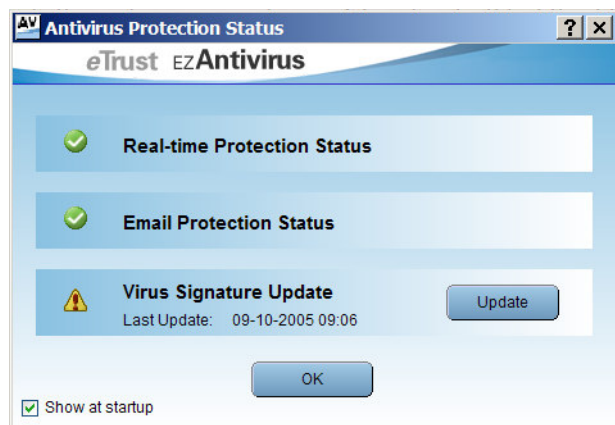 AV Antivirus Protection Status ? ×
eTrust EZAntivirus
Real-time Protection Status
Email Protection Status
Virus Signature Update
Last Update: 09-10-2005 09:06
Update
OK
Show at startup